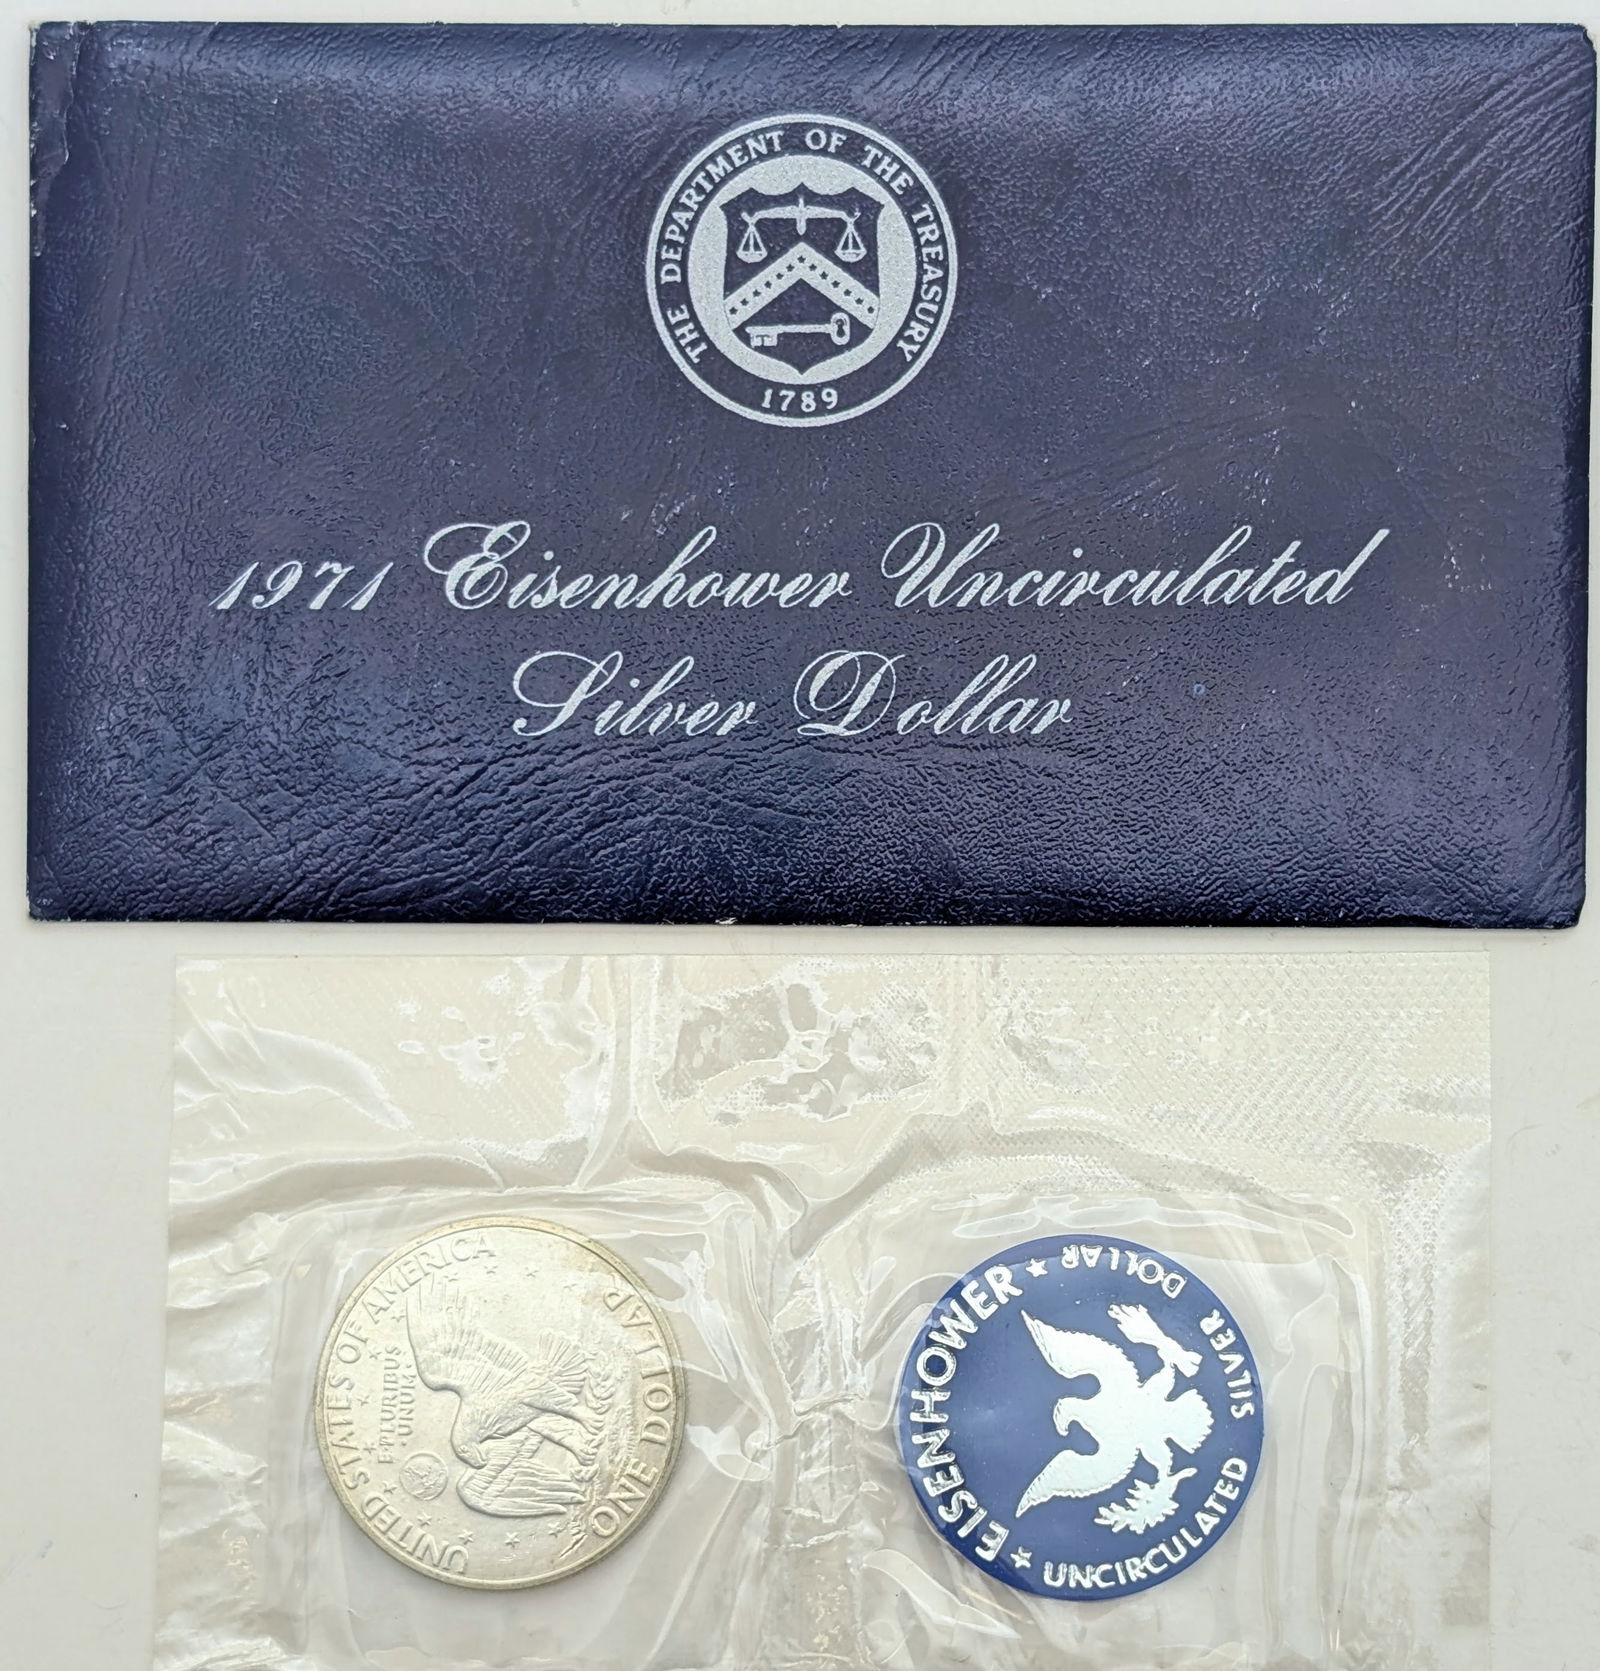 THE DEPARTMENT OF THE TREASURY
1789
1971 Eisenhower Uncirculated
Silver Dollar
UNITED STATES OF AMERICA
E PLURIBUS
UNUM
ONE DOLLAR
EISENHOWER
UNCIRCULATED SILVER DOLLAR